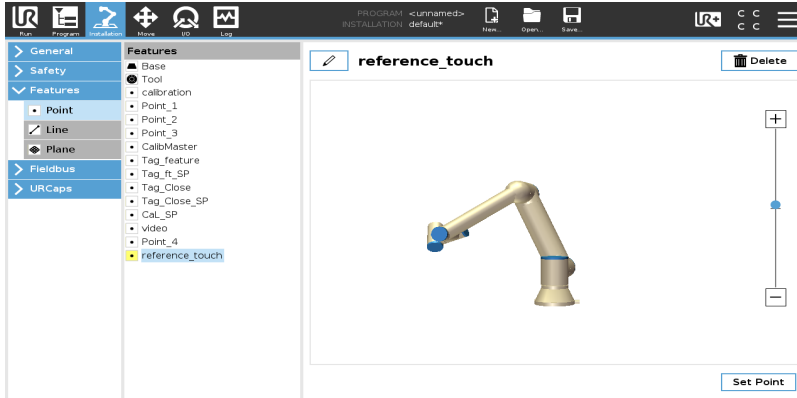 UR
Run
Program
Installation
Move
I/O
Log
PROGRAM <unnamed>
INSTALLATION default*
New...
Open...
Save...
UR+
C C
C C
General
Safety
Features
Point
Line
Plane
Fieldbus
URCaps
Features
Base
Tool
calibration
Point_1
Point_2
Point_3
CalibMaster
Tag_feature
Tag_ft_SP
Tag_Close
Tag_Close_SP
CaL_SP
video
Point_4
reference_touch
reference_touch
Delete
Set Point